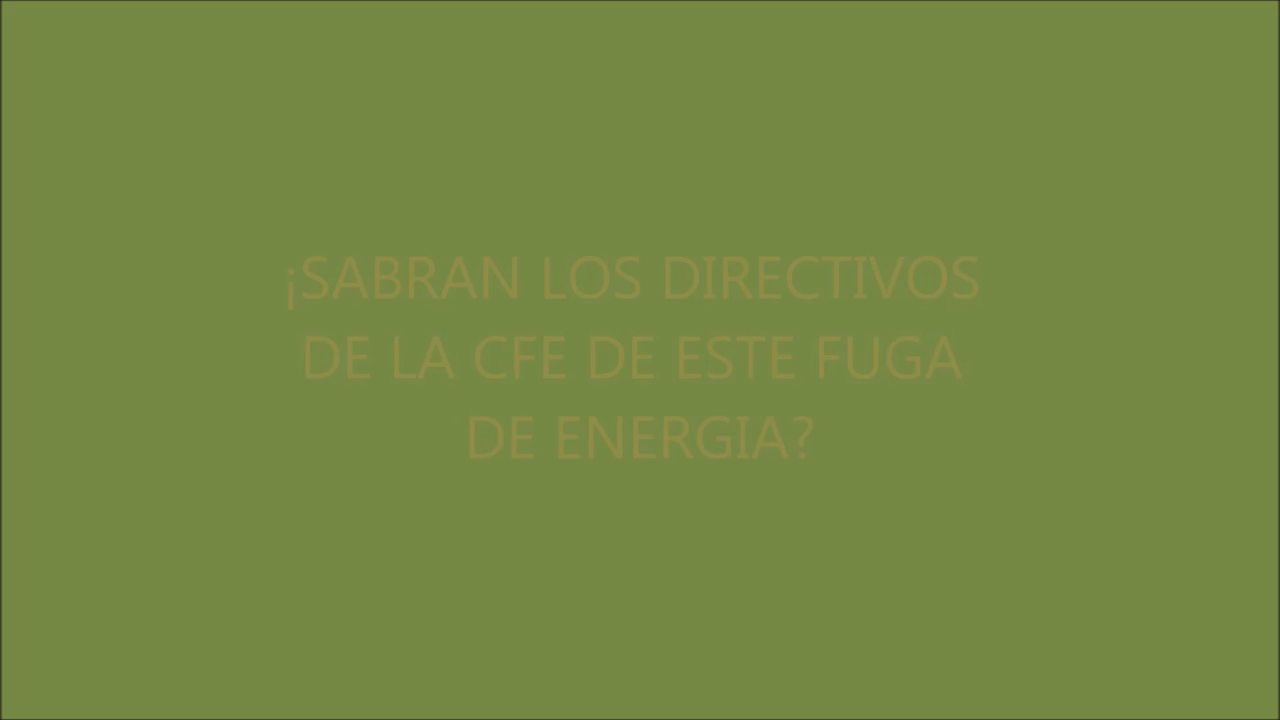 ¡SABRAN LOS DIRECTIVOS
DE LA CFE DE ESTE FUGA
DE ENERGIA?